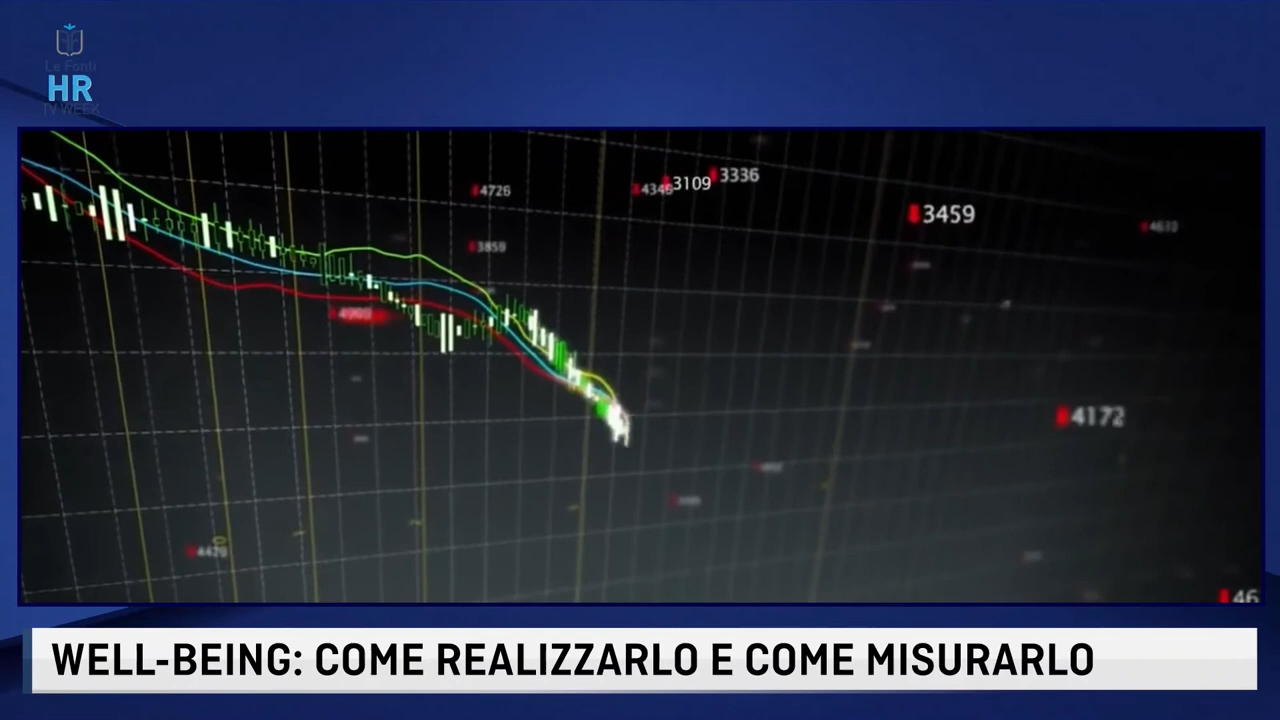 Le Fonti
HR
TV WEEK
3336
3109
4726
4346
3459
4610
3859
4172
4429
46
WELL-BEING: COME REALIZZARLO E COME MISURARLO